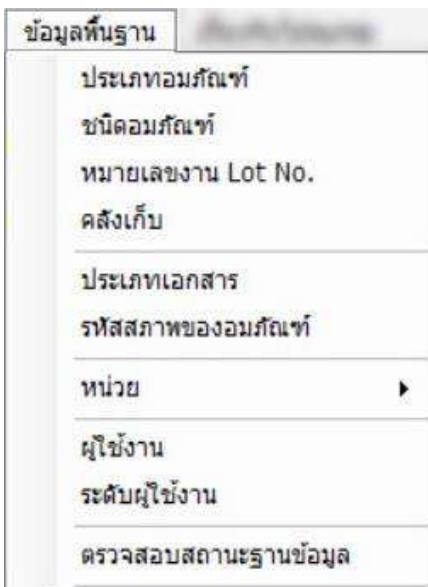 ข้อมูลพื้นฐาน
ประเภทอมภัณฑ์
ชนิดอมภัณฑ์
หมายเลขงาน Lot No.
คลังเก็บ
ประเภทเอกสาร
รหัสสภาพของอมภัณฑ์
หน่วย
ผู้ใช้งาน
ระดับผู้ใช้งาน
ตรวจสอบสถานะฐานข้อมูล